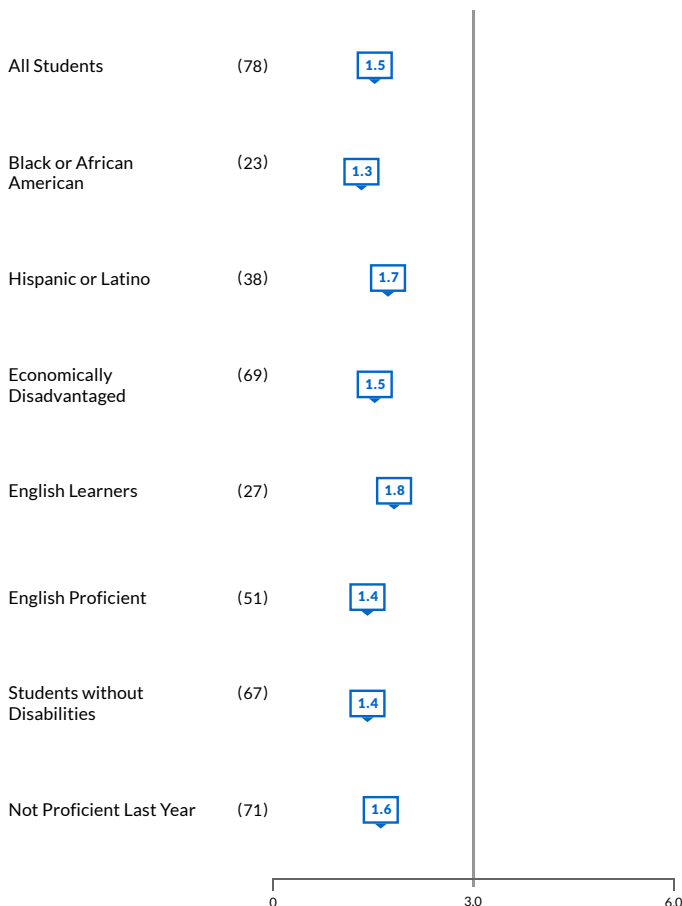 All Students (78) 1.5
Black or African (23)
American
1.3
Hispanic or Latino (38) 1.7
Economically (69)
Disadvantaged
1.5
English Learners (27) 1.8
English Proficient (51) 1.4
Students without (67)
Disabilities
1.4
Not Proficient Last Year (71) 1.6
0 3.0 6.0